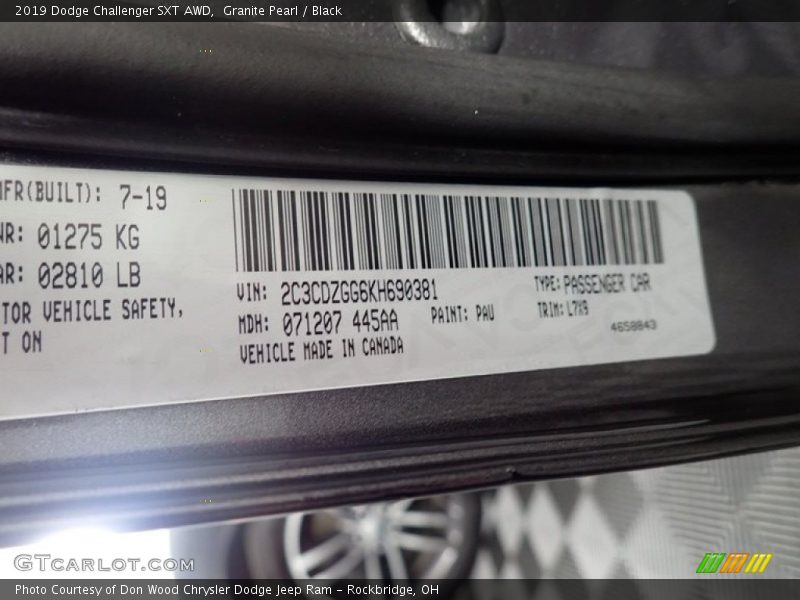 2019 Dodge Challenger SXT AWD,  Granite Pearl / Black
MFR(BUILT): 7-19
WR: 01275 KG
AR: 02810 LB
TOR VEHICLE SAFETY,
T ON
VIN: 2C3CDZGG6KH690381
TYPE: PASSENGER CAR
MDH: 071207 445AA
PAINT: PAU
TRIM: L7X9
VEHICLE MADE IN CANADA
4658843
GTCARLOT.COM
Photo Courtesy of Don Wood Chrysler Dodge Jeep Ram - Rockbridge, OH